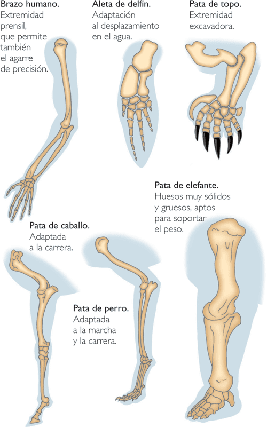 Brazo humano.
Extremidad
prensil,
que permite
también
el agarre
de precisión.
Aleta de delfín.
Adaptación
al desplazamiento
en el agua.
Pata de topo.
Extremidad
excavadora.
Pata de elefante.
Huesos muy sólidos
y gruesos, aptos
para soportar
el peso.
Pata de caballo.
Adaptada
a la carrera.
Pata de perro.
Adaptada
a la marcha
y la carrera.